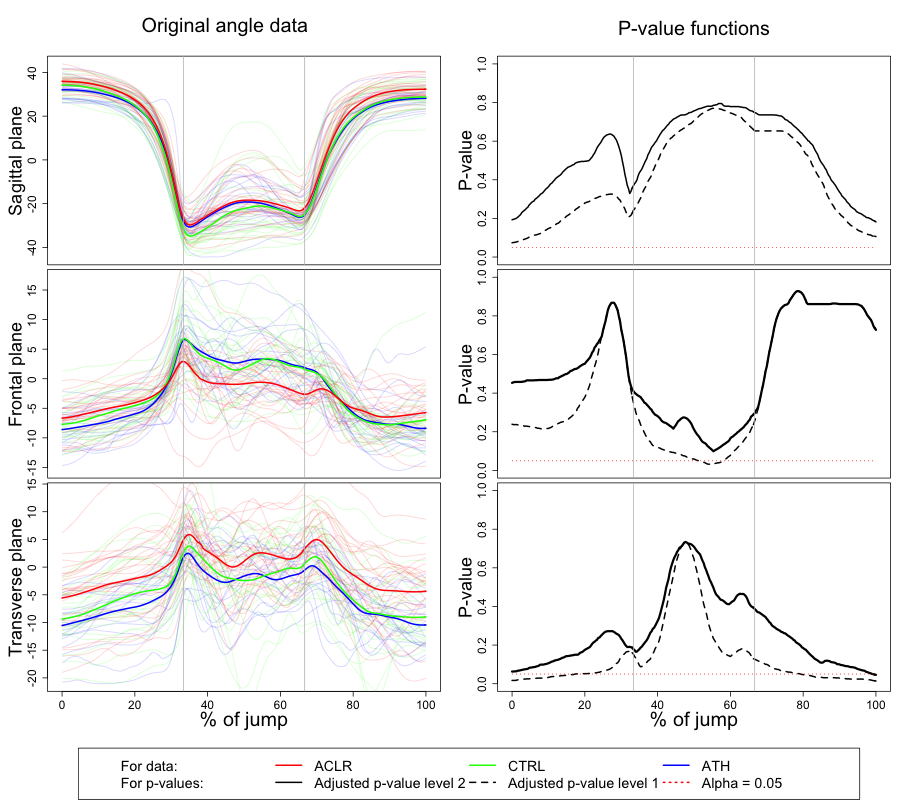 Original angle data
P-value functions
Sagittal plane
40
20
0
-20
40
P-value
1.0
0.8
0.6
0.4
0.2
0.0
Frontal plane
15
10
5
0
-5
-10
-15
P-value
1.0
0.8
0.6
0.4
0.2
0.0
Transverse plane
15
10
5
0
-5
-10
-15
-20
P-value
1.0
0.8
0.6
0.4
0.2
0.0
0 20 40 60 80 100
% of jump
0 20 40 60 80 100
% of jump
For data: ACLR CTRL ATH
For p-values: Adjusted p-value level 2 Adjusted p-value level 1 Alpha = 0.05